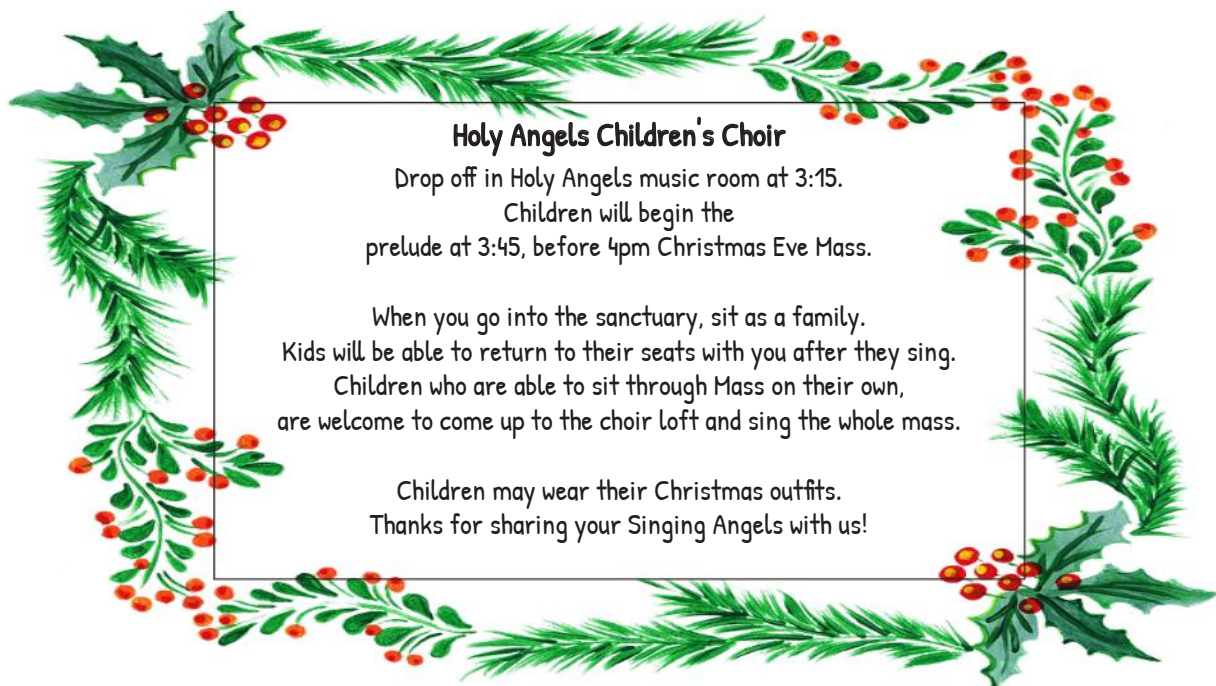 Holy Angels Children's Choir
Drop off in Holy Angels music room at 3:15.
Children will begin the
prelude at 3:45, before 4pm Christmas Eve Mass.
When you go into the sanctuary, sit as a family.
Kids will be able to return to their seats with you after they sing.
Children who are able to sit through Mass on their own,
are welcome to come up to the choir loft and sing the whole mass.
Children may wear their Christmas outfits.
Thanks for sharing your Singing Angels with us!